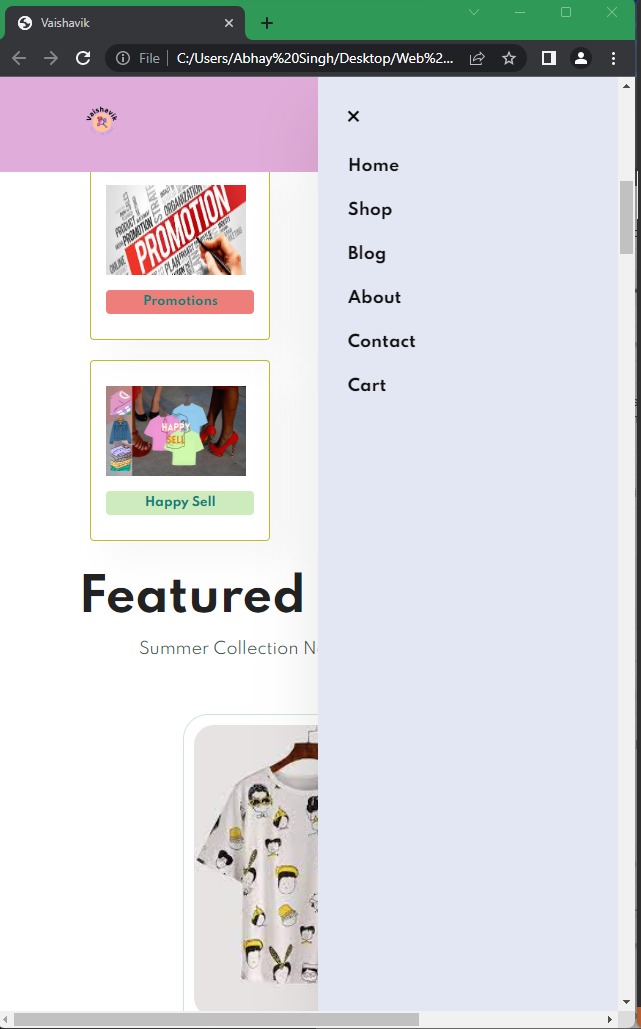 Vaishavik
File
C:/Users/Abhay%20Singh/Desktop/Web%2...
Vaishavik
×
Home
Shop
Blog
About
Contact
Cart
PROMOTION
Promotions
HAPPY
SELL
Happy Sell
Featured
Summer Collection N